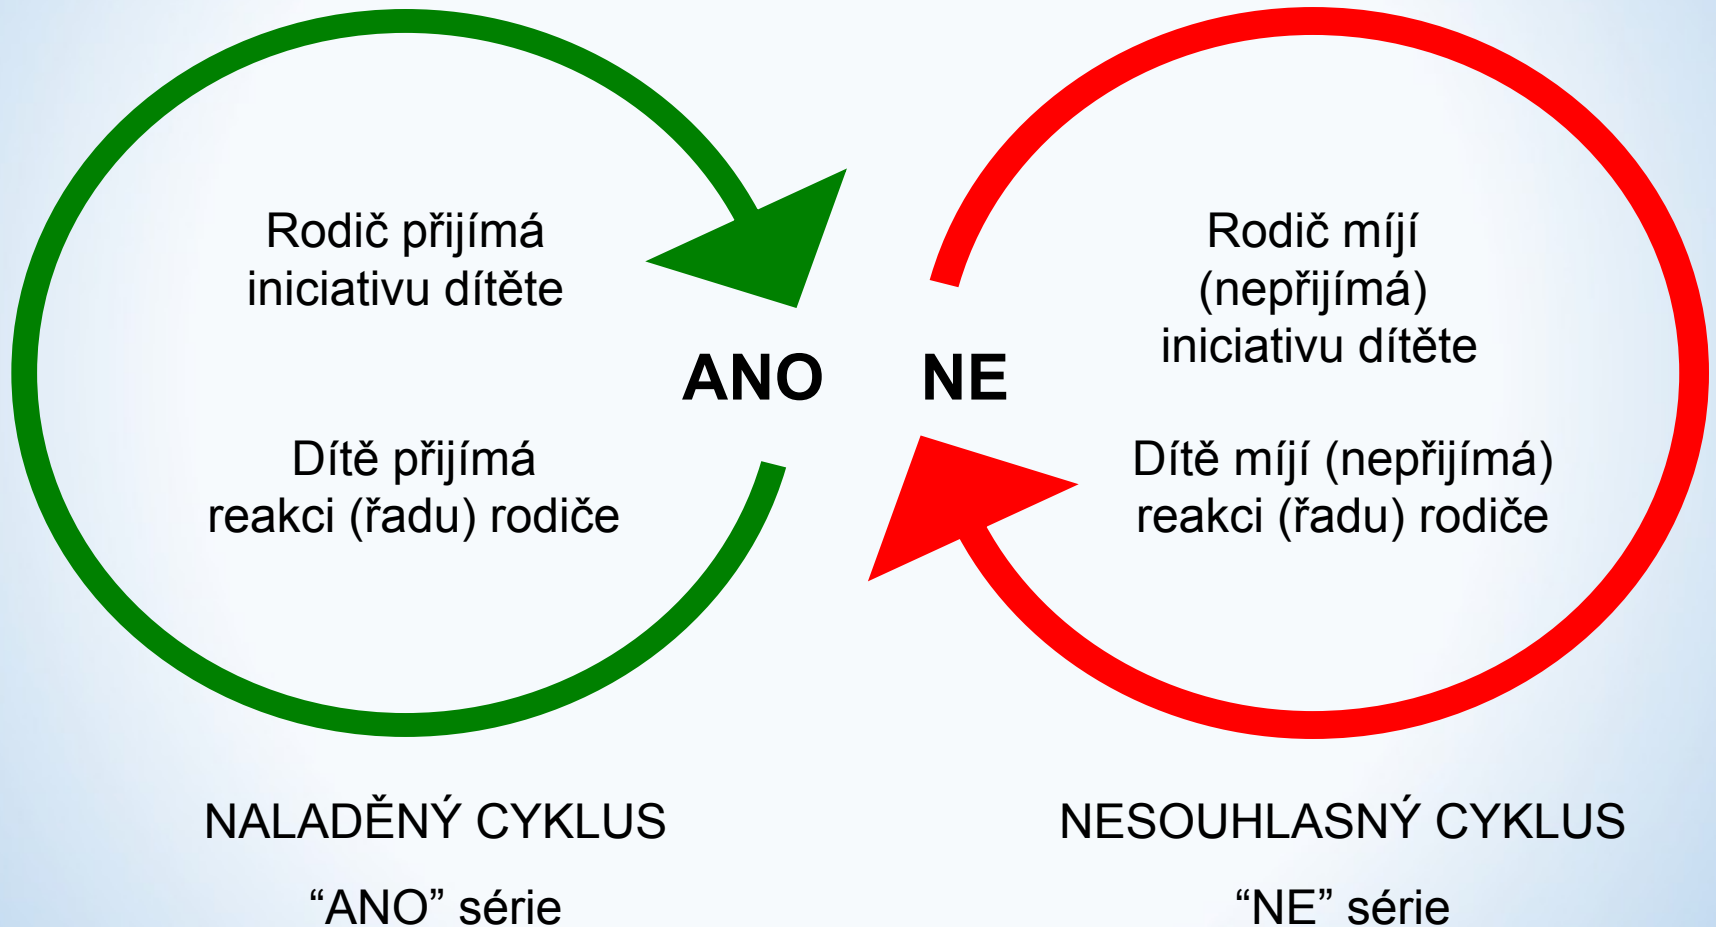 Rodič přijímá
iniciativu dítěte
Dítě přijímá
reakci (řadu) rodiče
ANO
NE
Rodič míjí
(nepřijímá)
iniciativu dítěte
Dítě míjí (nepřijímá)
reakci (řadu) rodiče
NALADĚNÝ CYKLUS
“ANO” série
NESOUHLASNÝ CYKLUS
“NE” série